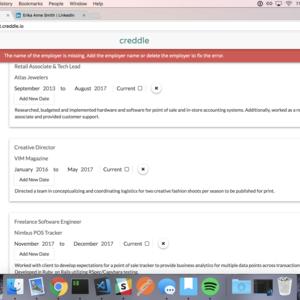 History Bookmarks People Window Help
Erika Anne Smith | LinkedIn
creddle.io
creddle
The name of the employer is missing. Add the employer name or delete the employer to fix the error.
Retail Associate & Tech Lead
Atlas Jewelers
September 2013 to August 2017 Current
Add New Date
Researched, budgeted and implemented hardware and software for point of sale and in-store accounting systems. Additionally, worked as a
associate and provided customer support.
Creative Director
VIM Magazine
January 2016 to May 2017 Current
Add New Date
Directed a team in conceptualizing and coordinating logistics for two creative fashion shoots per season to be published for print.
Freelance Software Engineer
Nimbus POS Tracker
November 2017 to December 2017 Current
Add New Date
Worked with client to develop expectations for a point of sale tracker to provide business analytics for multiple data points across
Developed in Ruby on Rails utilizing RSpec/Capybara testing.